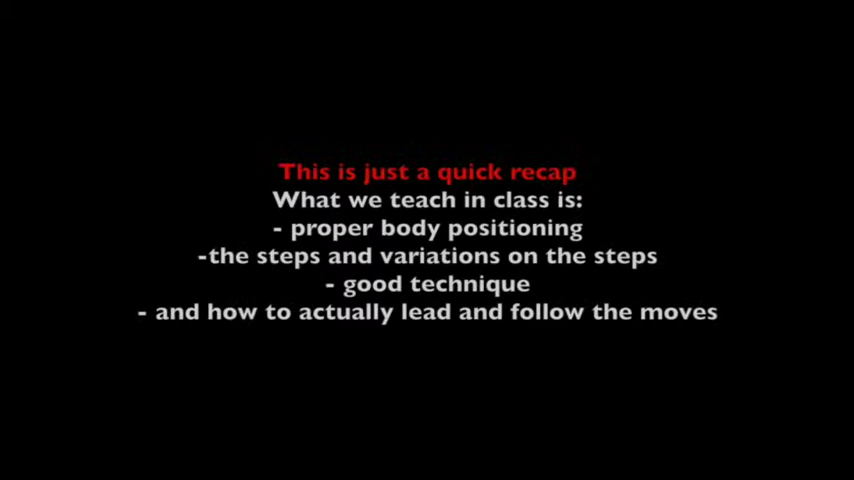 This is just a quick recap
What we teach in class is:
- proper body positioning
-the steps and variations on the steps
- good technique
- and how to actually lead and follow the moves